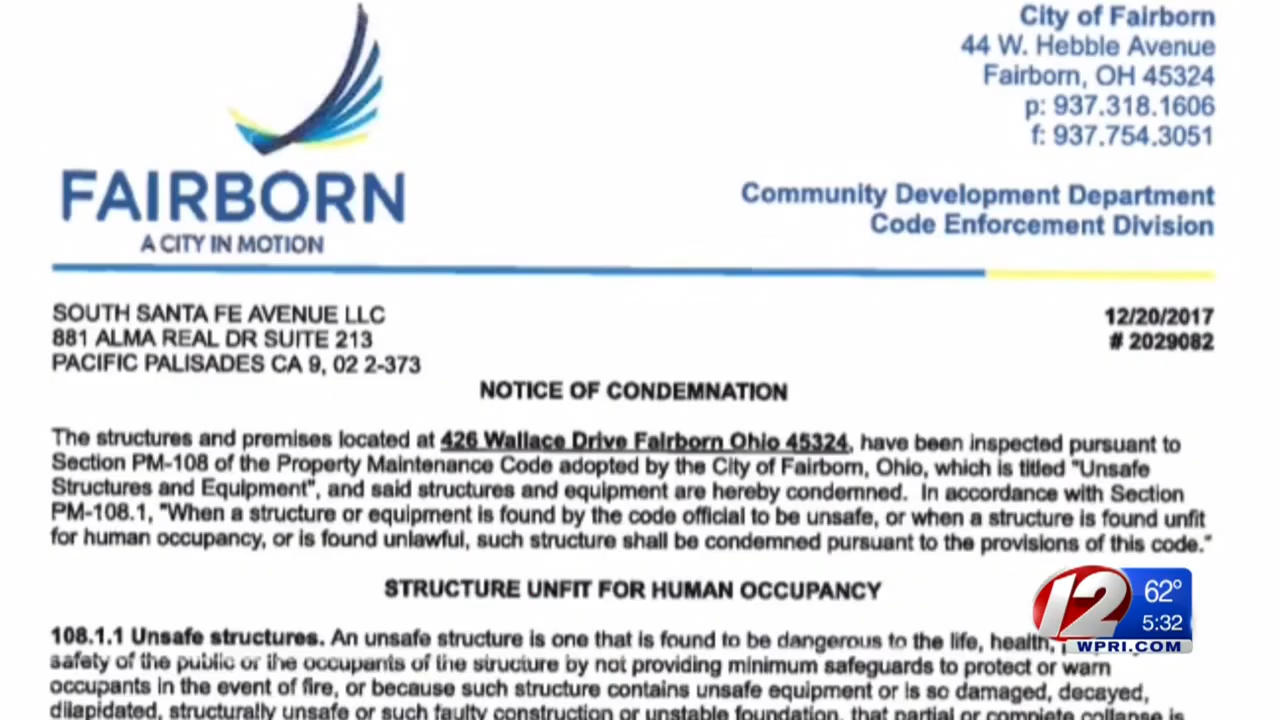 City of Fairborn
44 W. Hebble Avenue
Fairborn, OH 45324
p: 937.318.1606
f: 937.754.3051
FAIRBORN
A CITY IN MOTION
Community Development Department
Code Enforcement Division
SOUTH SANTA FE AVENUE LLC
881 ALMA REAL DR SUITE 213
PACIFIC PALISADES CA 9, 02 2-373
12/20/2017
# 2029082
NOTICE OF CONDEMNATION
The structures and premises located at 426 Wallace Drive Fairborn Ohio 45324, have been inspected pursuant to
Section PM-108 of the Property Maintenance Code adopted by the City of Fairborn, Ohio, which is titled "Unsafe
Structures and Equipment", and said structures and equipment are hereby condemned. In accordance with Section
PM-108.1, "When a structure or equipment is found by the code official to be unsafe, or when a structure is found unfit
for human occupancy, or is found unlawful, such structure shall be condemned pursuant to the provisions of this code."
STRUCTURE UNFIT FOR HUMAN OCCUPANCY
108.1.1 Unsafe structures. An unsafe structure is one that is found to be dangerous to the life, health,
safety of the public or the occupants of the structure by not providing minimum safeguards to protect or warn
occupants in the event of fire, or because such structure contains unsafe equipment or is so damaged, decayed,
dilapidated, structurally unsafe or such faulty construction or unstable foundation, that partial or complete collapse is
12
62°
5:32
WPRI.COM